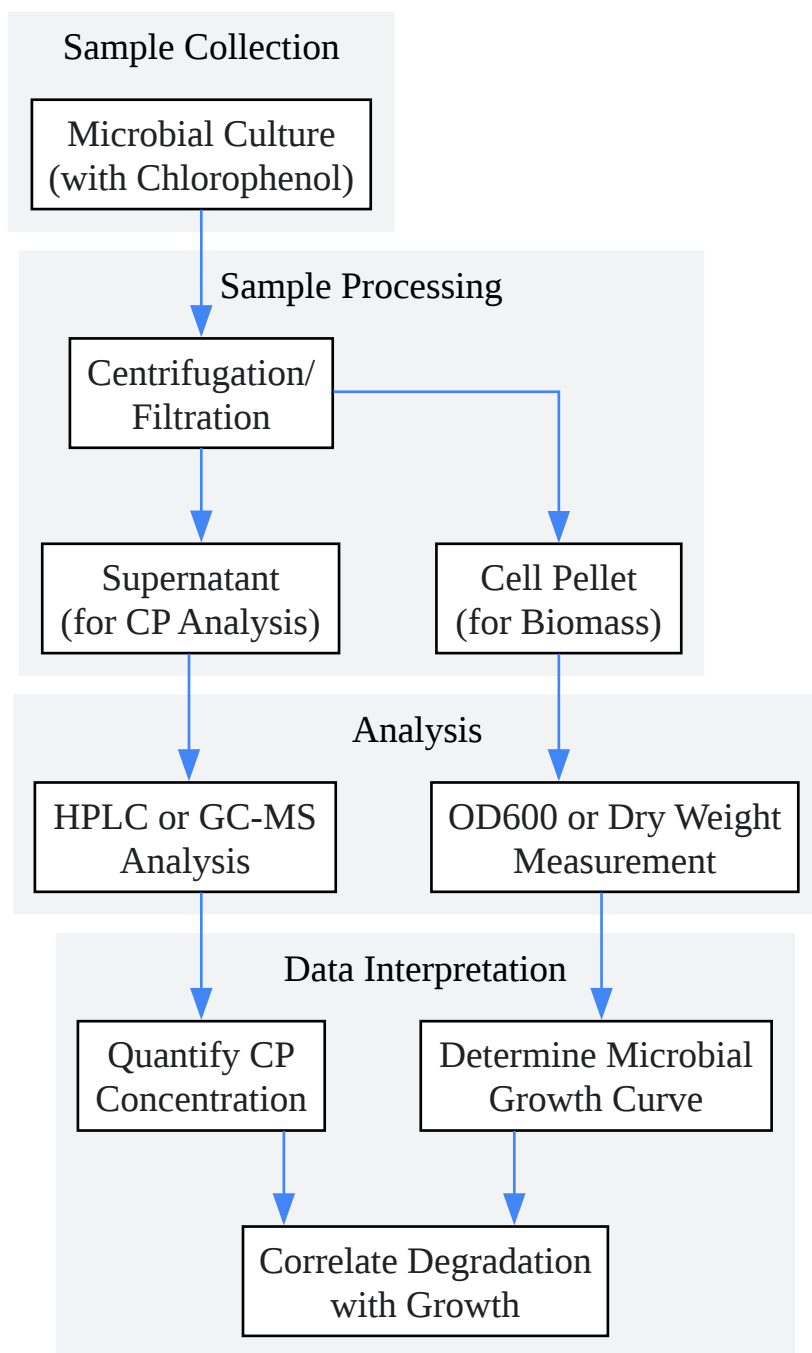 Sample Collection
Microbial Culture
(with Chlorophenol)
Sample Processing
Centrifugation/
Filtration
Supernatant
(for CP Analysis)
Cell Pellet
(for Biomass)
Analysis
HPLC or GC-MS
Analysis
OD600 or Dry Weight
Measurement
Data Interpretation
Quantify CP
Concentration
Determine Microbial
Growth Curve
Correlate Degradation
with Growth